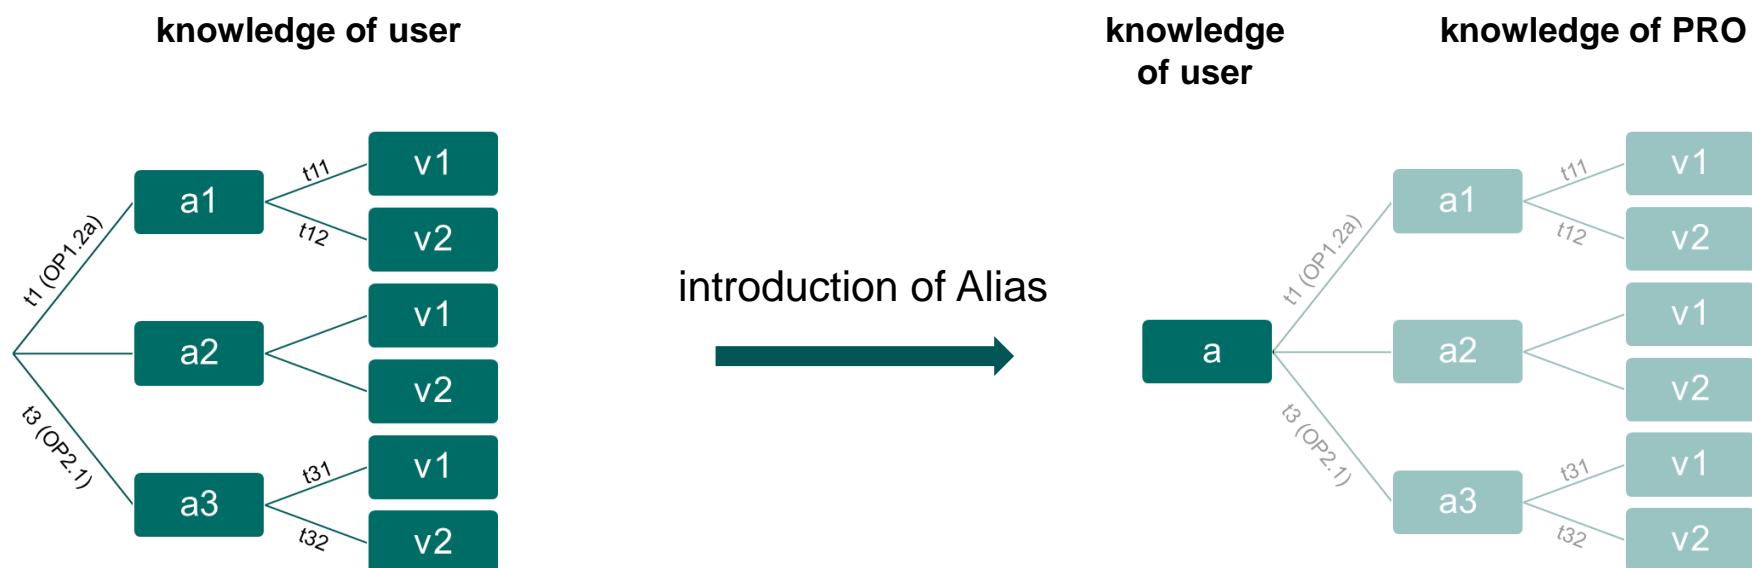 knowledge of user
t1 (OP1.2a)
t3 (OP2.1)
a1
a2
a3
t11
t12
t31
t32
v1
v2
v1
v2
v1
v2
introduction of Alias
knowledge
of user
knowledge of PRO
a
t1 (OP1.2a)
t3 (OP2.1)
a1
a2
a3
t11
t12
t31
t32
v1
v2
v1
v2
v1
v2